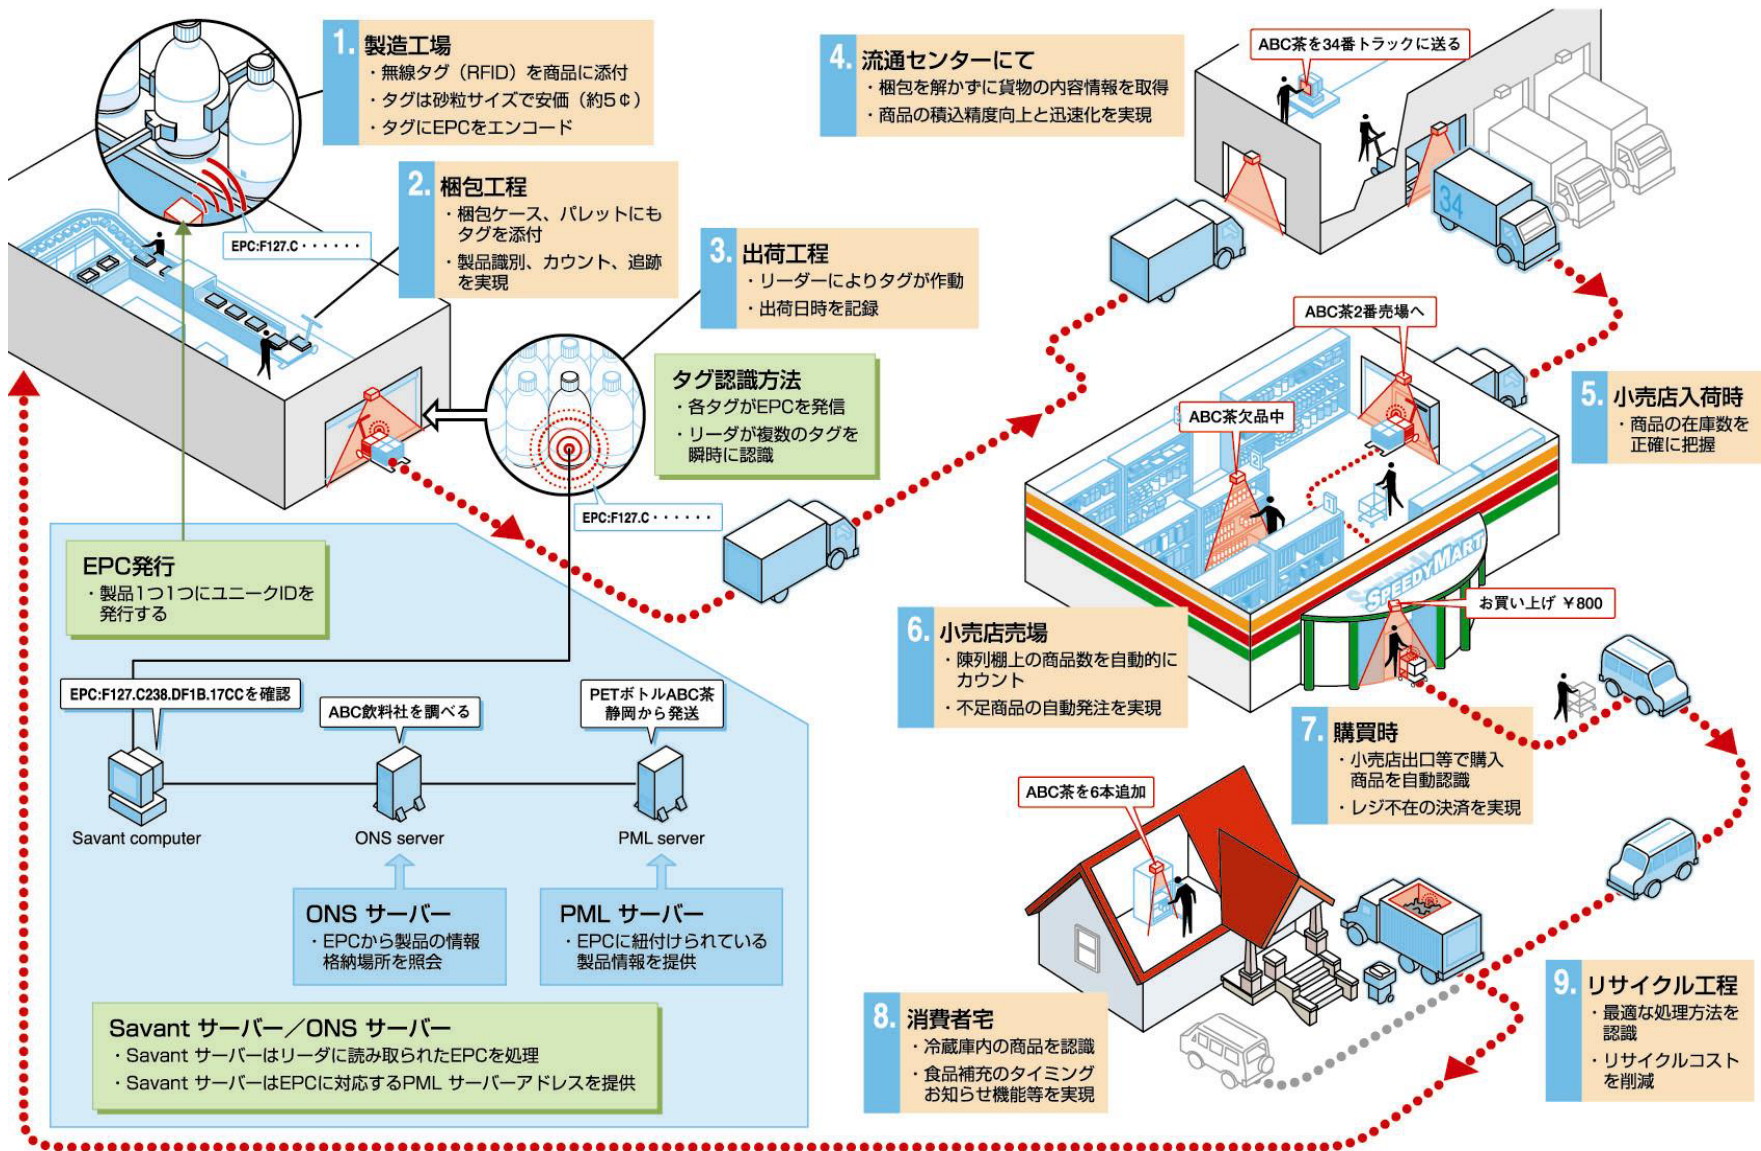 1. 製造工場
・無線タグ（RFID）を商品に添付
・タグは砂粒サイズで安価（約5￠）
・タグにEPCをエンコード
EPC:F127.C・・・・・・
2. 梱包工程
・梱包ケース、パレットにも
タグを添付
・製品識別、カウント、追跡
を実現
3. 出荷工程
・リーダーによりタグが作動
・出荷日時を記録
タグ認識方法
・各タグがEPCを発信
・リーダが複数のタグを
瞬時に認識
EPC:F127.C・・・・・・
4. 流通センターにて
・梱包を解かずに貨物の内容情報を取得
・商品の積込精度向上と迅速化を実現
ABC茶を34番トラックに送る
34
ABC茶2番売場へ
ABC茶欠品中
2
1
5. 小売店入荷時
・商品の在庫数を
正確に把握
SPEEDYMART
お買い上げ ￥800
6. 小売店売場
・陳列棚上の商品数を自動的に
カウント
・不足商品の自動発注を実現
7. 購買時
・小売店出口等で購入
商品を自動認識
・レジ不在の決済を実現
ABC茶を6本追加
8. 消費者宅
・冷蔵庫内の商品を認識
・食品補充のタイミング
お知らせ機能等を実現
9. リサイクル工程
・最適な処理方法を
認識
・リサイクルコスト
を削減
EPC発行
・製品1つ1つにユニークIDを
発行する
EPC:F127.C238.DF1B.17CCを確認
ABC飲料社を調べる
PETボトルABC茶
静岡から発送
Savant computer
ONS server
PML server
ONS サーバー
・EPCから製品の情報
格納場所を照会
PML サーバー
・EPCに紐付けられている
製品情報を提供
Savant サーバー／ONS サーバー
・Savant サーバーはリーダに読み取られたEPCを処理
・Savant サーバーはEPCに対応するPML サーバーアドレスを提供